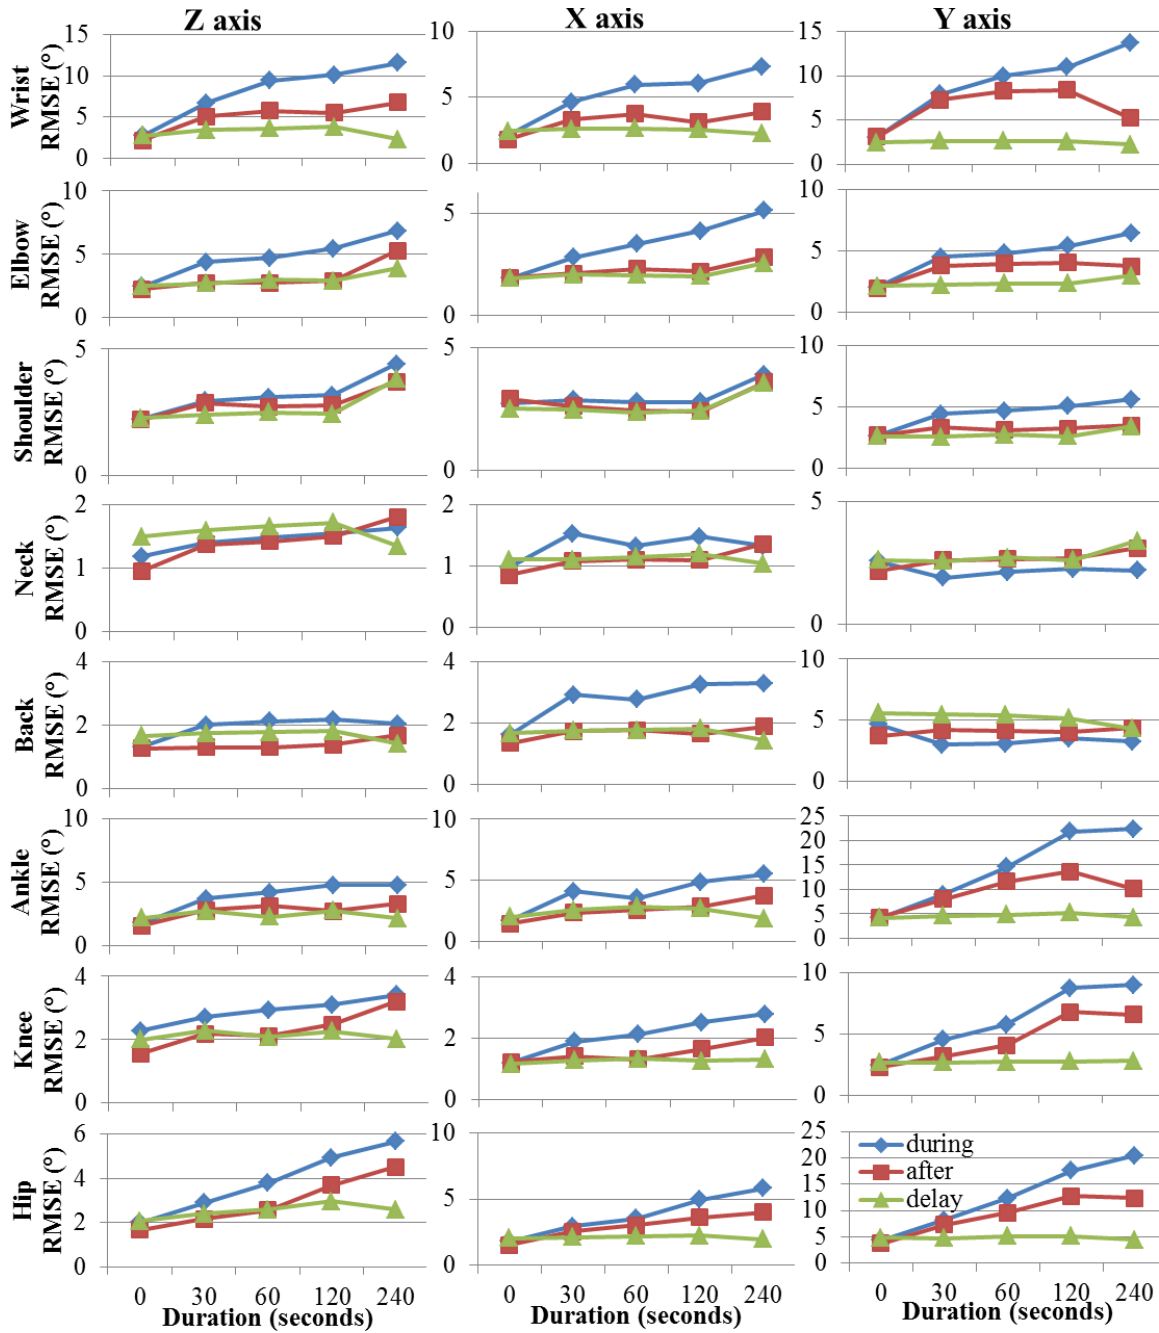 Z axis
X axis
Y axis
Wrist
RMSE (°)
15
10
5
0
10
5
0
15
10
5
0
Elbow
RMSE (°)
10
5
0
5
0
10
5
0
Shoulder
RMSE (°)
5
0
5
0
10
5
0
Neck
RMSE (°)
2
1
0
2
1
0
5
0
Back
RMSE (°)
4
2
0
4
2
0
10
5
0
Ankle
RMSE (°)
10
5
0
10
5
0
25
20
15
10
5
0
Knee
RMSE (°)
4
2
0
4
2
0
10
5
0
Hip
RMSE (°)
6
4
2
0
10
5
0
25
20
15
10
5
0
during
after
delay
0 30 60 120 240
0 30 60 120 240
0 30 60 120 240
Duration (seconds)
Duration (seconds)
Duration (seconds)